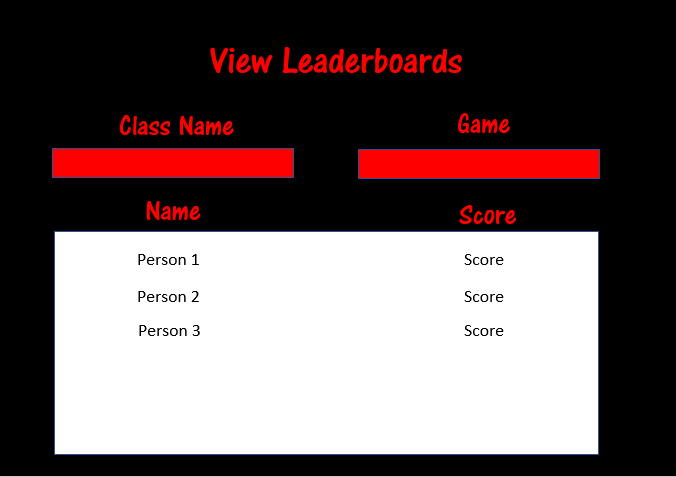 View Leaderboards
Class Name Game
Name Score
Person 1 Score
Person 2 Score
Person 3 Score